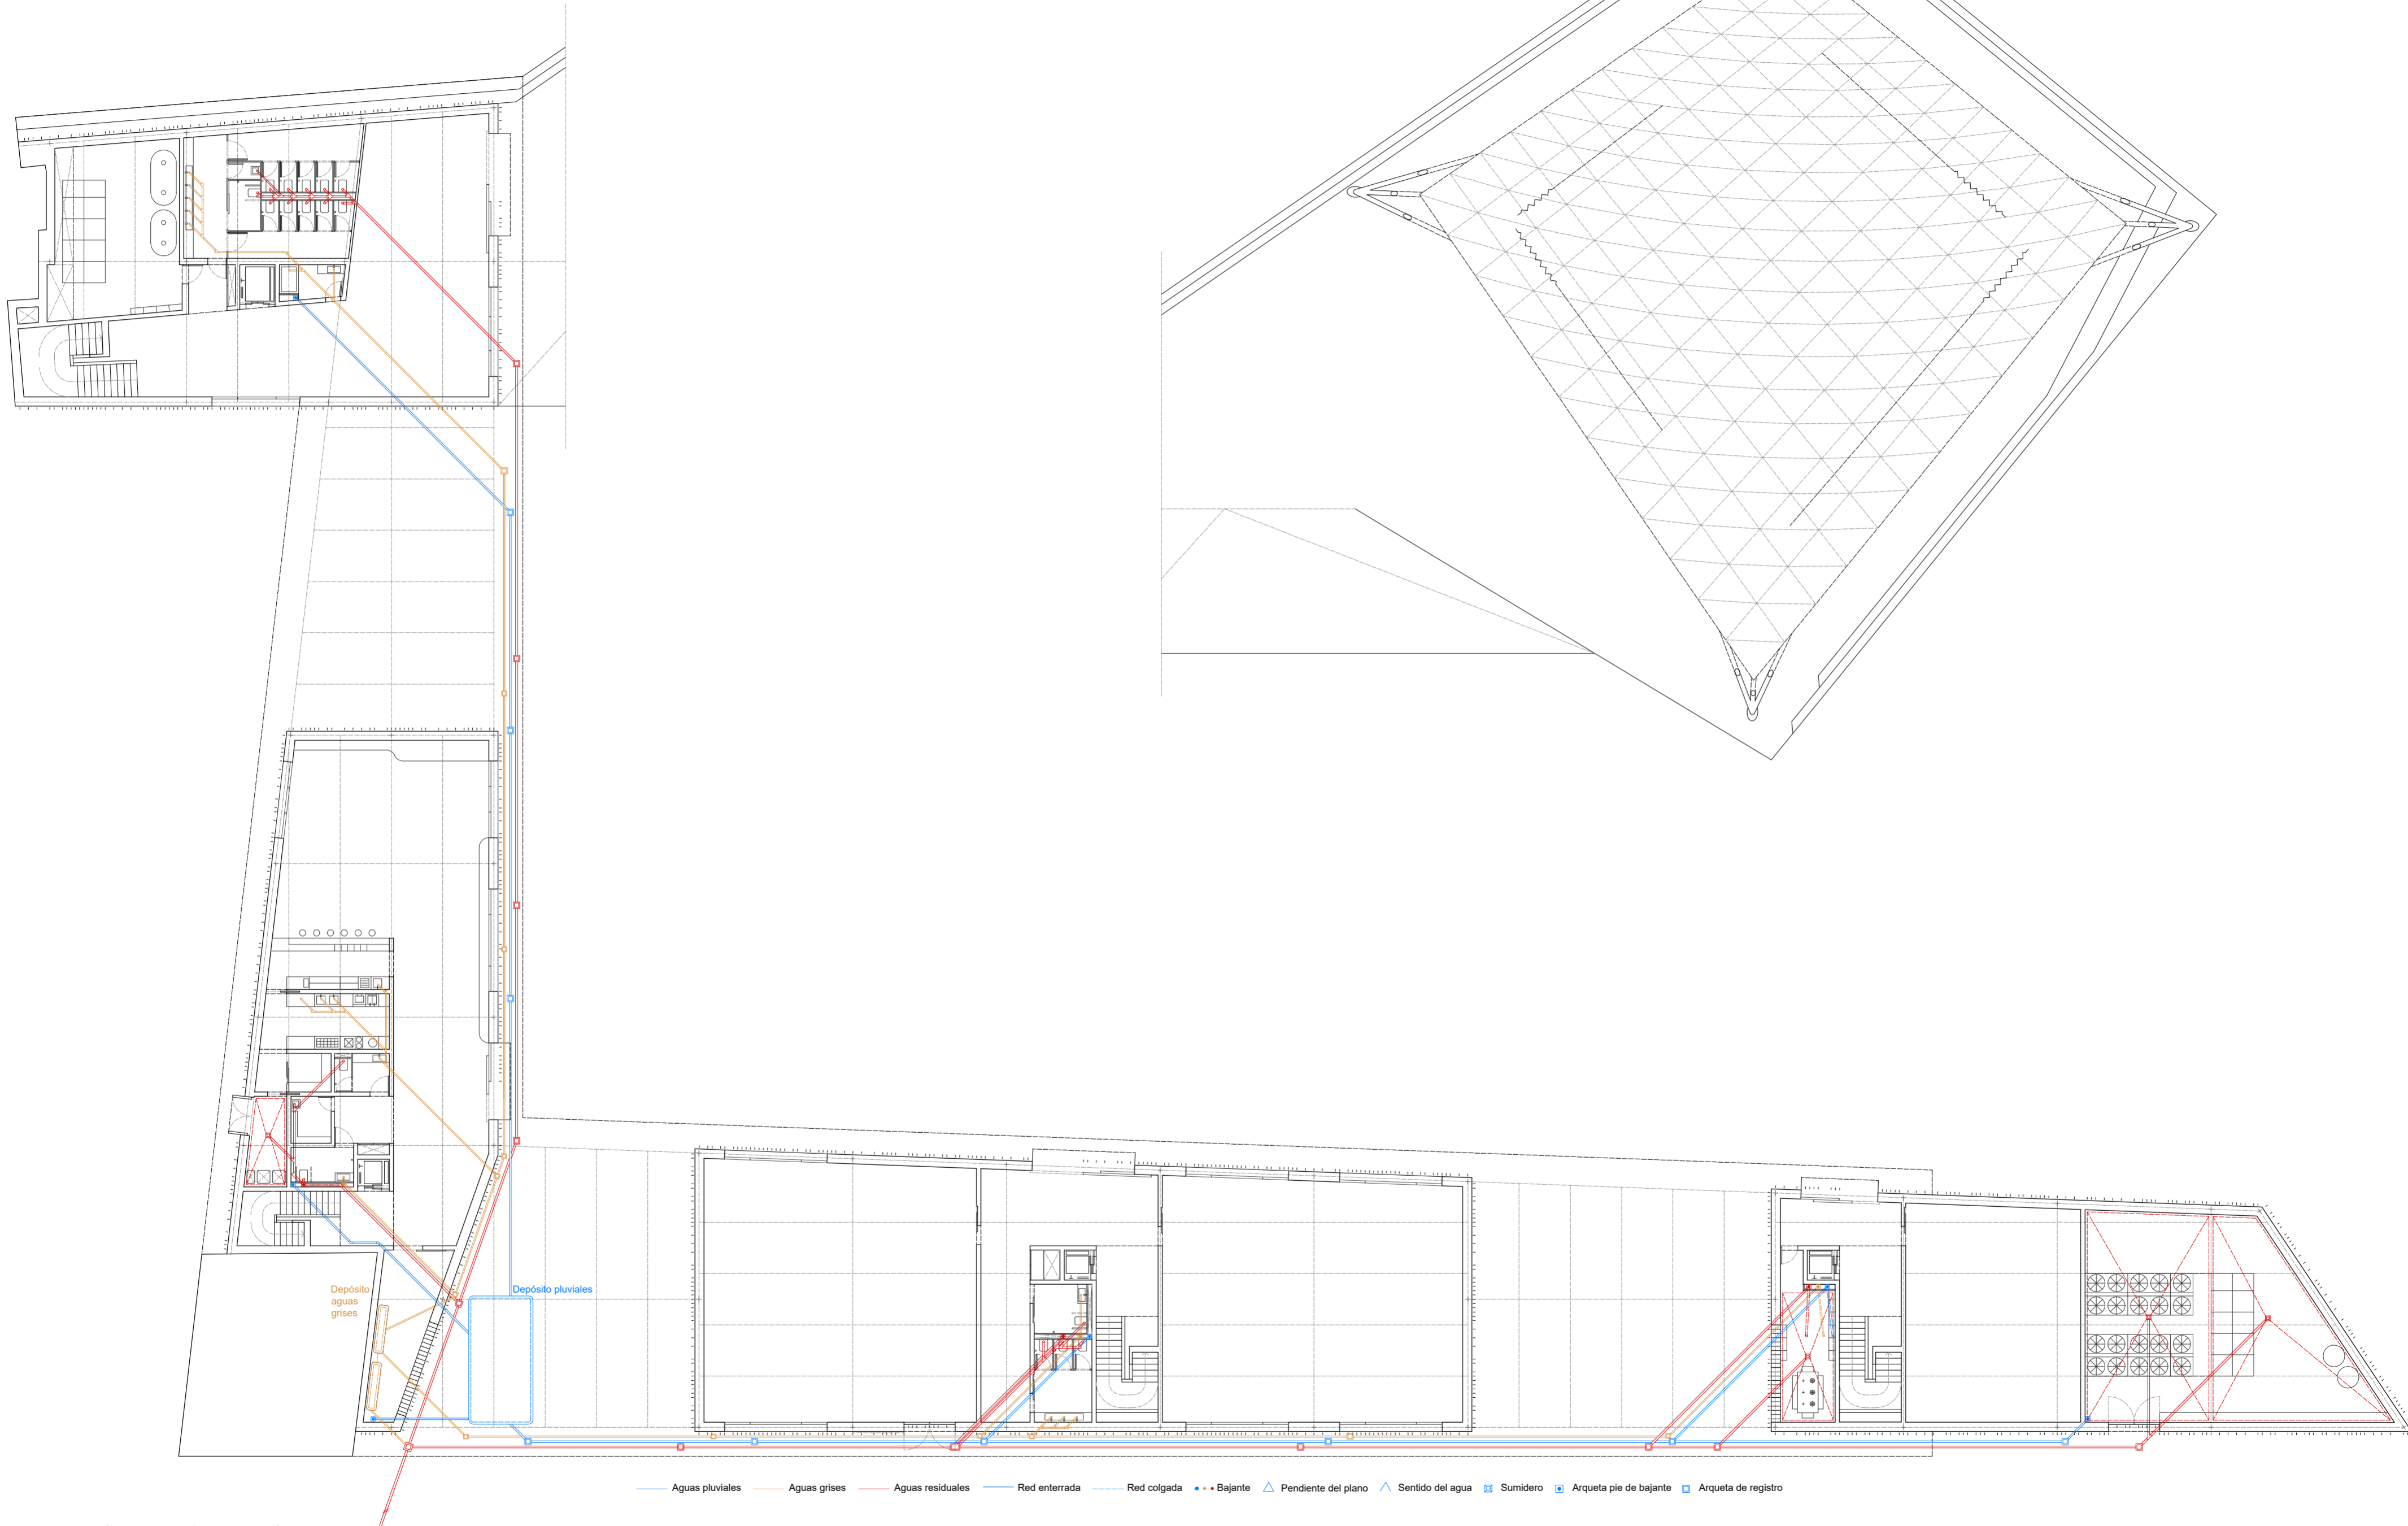 Depósito
aguas
grises
Depósito pluviales
Aguas pluviales Aguas grises Aguas residuales Red enterrada Red colgada Bajante Pendiente del plano Sentido del agua Sumidero Arqueta pie de bajante Arqueta de registro